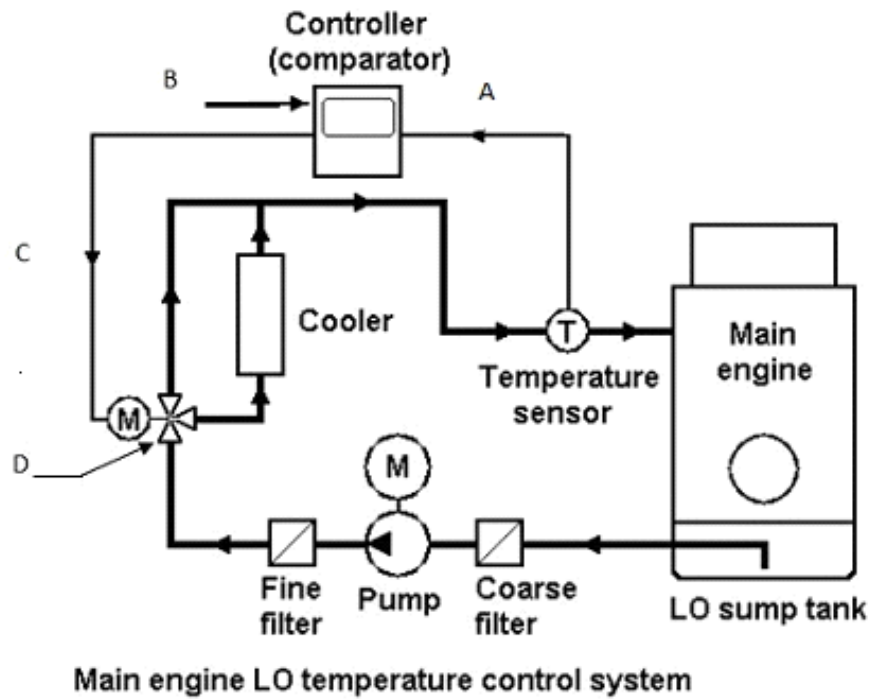 Controller
(comparator)
B
A
C
Cooler
T
Temperature
sensor
Main
engine
M
D
M
Fine
filter
Pump
Coarse
filter
LO sump tank
Main engine LO temperature control system